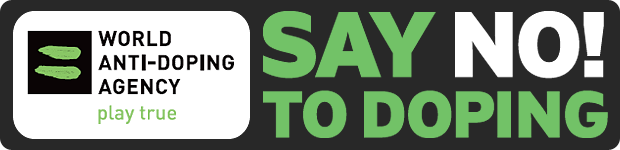 WORLD
ANTI-DOPING
AGENCY
play true
SAY NO!
TO DOPING